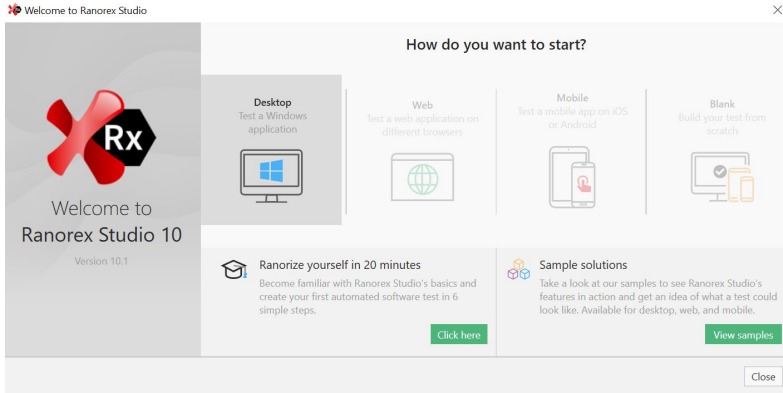 Welcome to Ranorex Studio
How do you want to start?
Desktop
Test a Windows
application
Web
Test a web application on
different browsers
Mobile
Test a mobile app on iOS
or Android
Blank
Build your test from
scratch
Rx
Welcome to
Ranorex Studio 10
Version 10.1
Ranorize yourself in 20 minutes
Become familiar with Ranorex Studio's basics and
create your first automated software test in 6
simple steps.
Click here
Sample solutions
Take a look at our samples to see Ranorex Studio's
features in action and get an idea of what a test could
look like. Available for desktop, web, and mobile.
View samples
Close